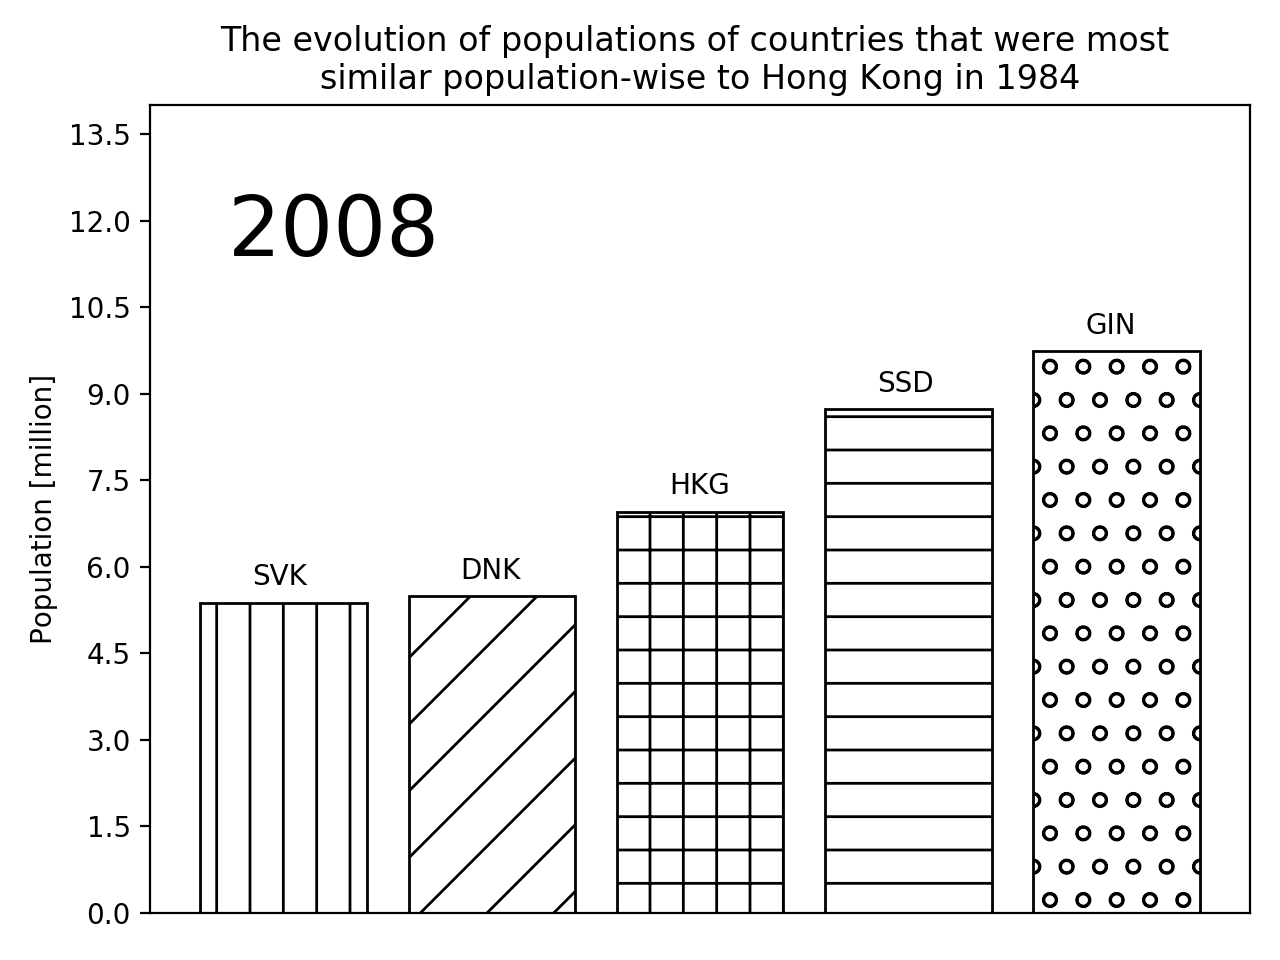 The evolution of populations of countries that were most
similar population-wise to Hong Kong in 1984
13.5
12.0
10.5
9.0
7.5
6.0
4.5
3.0
1.5
0.0
Population [million]
2008
SVK
DNK
HKG
SSD
GIN